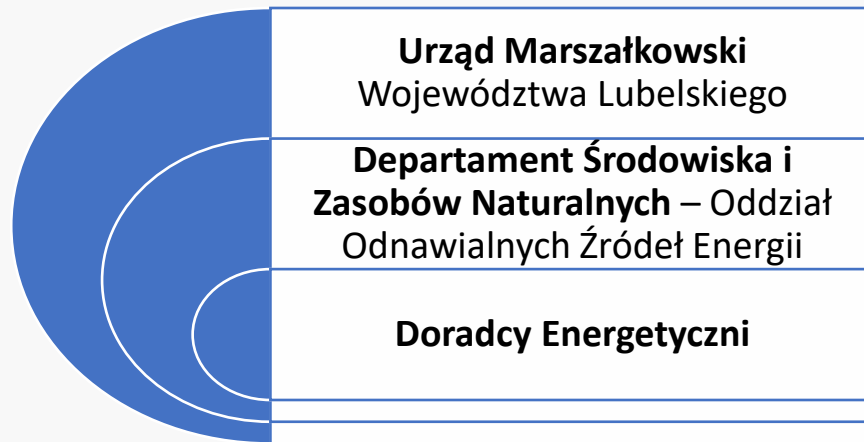 Urząd Marszałkowski
Województwa Lubelskiego
Departament Środowiska i
Zasobów Naturalnych – Oddział
Odnawialnych Źródeł Energii
Doradcy Energetyczni